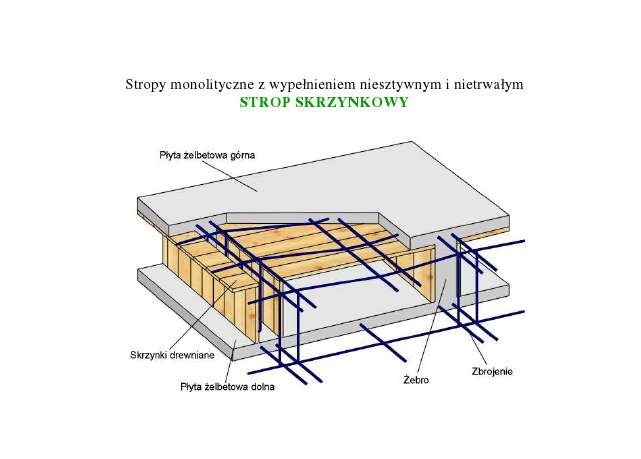 Stropy monolityczne z wypełnieniem niesztywnym i nietrwałym
STROP SKRZYNKOWY
Płyta żelbetowa górna
Skrzynki drewniane
Płyta żelbetowa dolna
Żebro
Zbrojenie